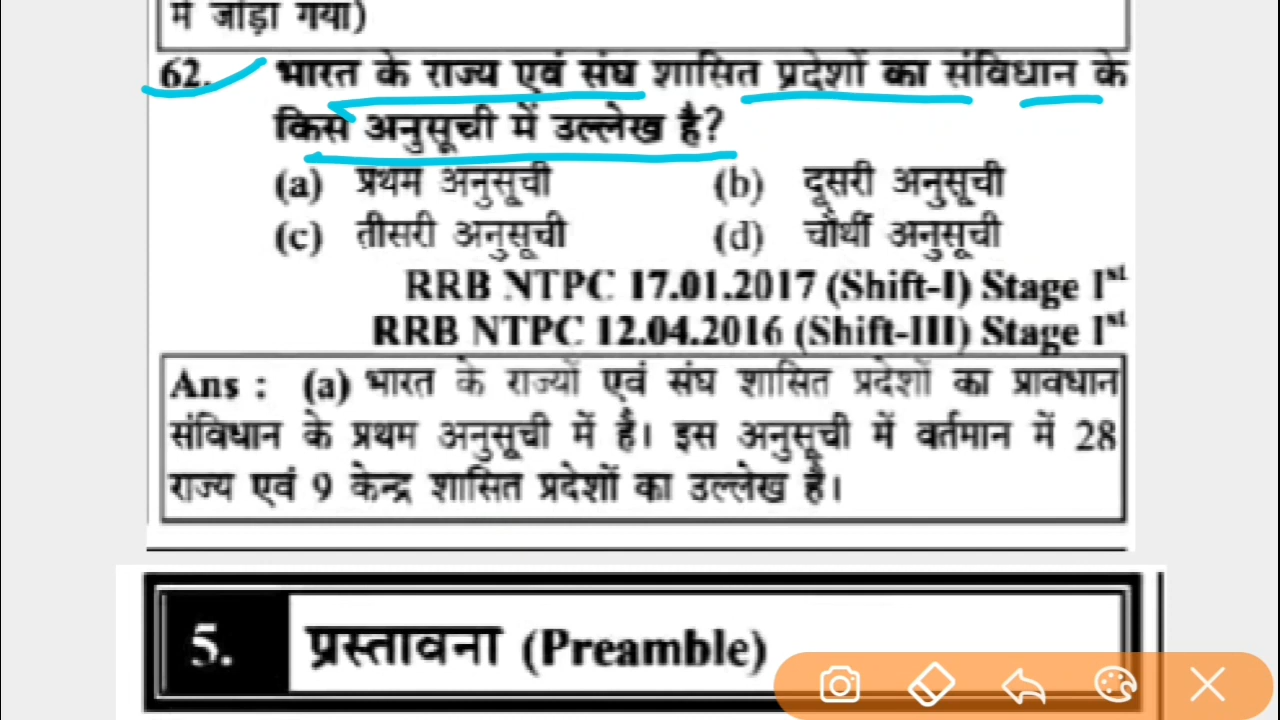 में जोड़ा गया)
62. भारत के राज्य एवं संघ शासित प्रदेशों का संविधान के
किस अनुसूची में उल्लेख है?
(a) प्रथम अनुसूची (b) दूसरी अनुसूची
(c) तीसरी अनुसूची (d) चौथीं अनुसूची
RRB NTPC 17.01.2017 (Shift-I) Stage Ist
RRB NTPC 12.04.2016 (Shift-III) Stage Ist
Ans : (a) भारत के राज्यों एवं संघ शासित प्रदेशों का प्रावधान
संविधान के प्रथम अनुसूची में है। इस अनुसूची में वर्तमान में 28
राज्य एवं 9 केन्द्र शासित प्रदेशों का उल्लेख है।
5. प्रस्तावना (Preamble)